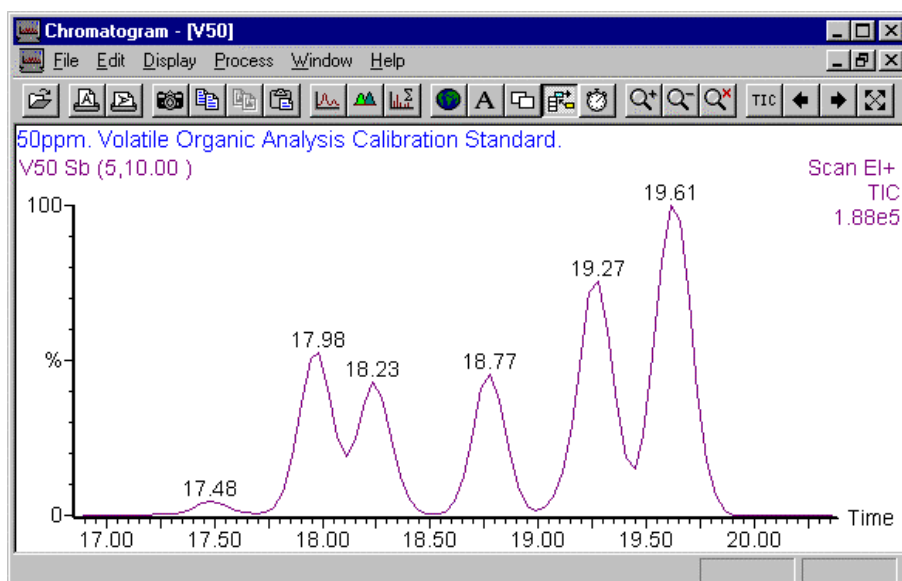 Chromatogram - [V50]
File Edit Display Process Window Help
A A TIC
50ppm. Volatile Organic Analysis Calibration Standard.
V50 Sb (5,10.00 )
Scan EI+
TIC
1.88e5
100
%
0
17.48
17.98
18.23
18.77
19.27
19.61
17.00 17.50 18.00 18.50 19.00 19.50 20.00
Time